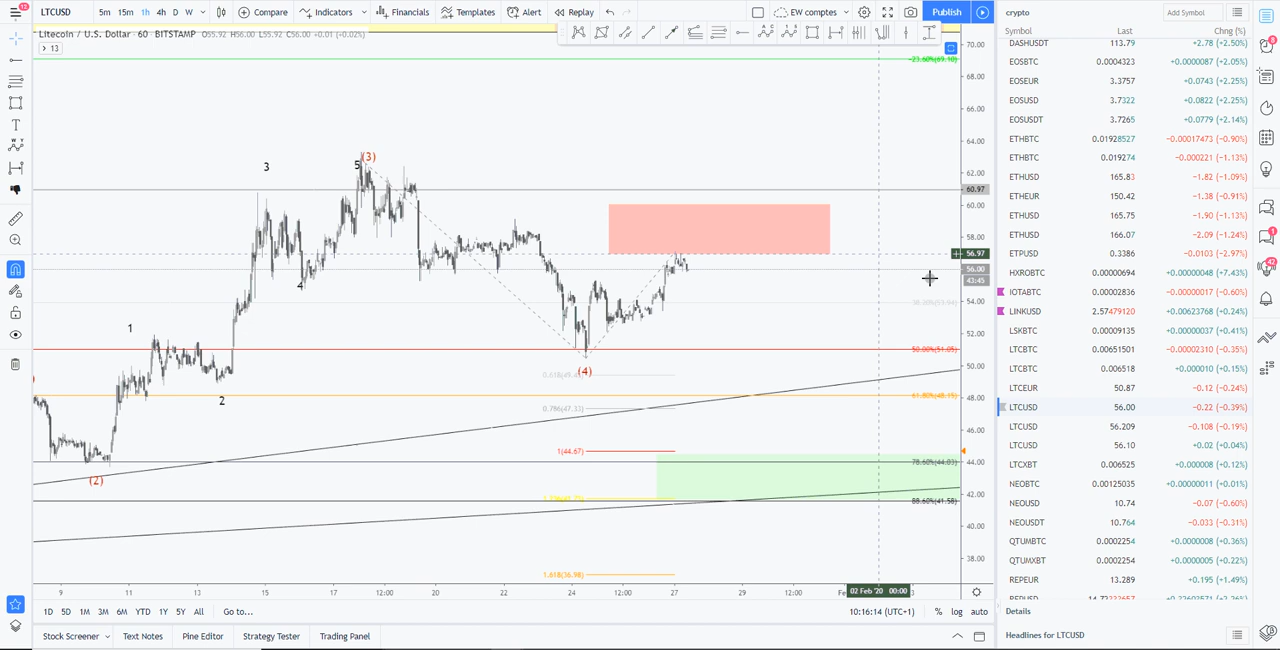 12
LTCUSD 5m 15m 1h 4h D W Compare Indicators Financials Templates Alert Replay EW comptes Publish
crypto Add Symbol
Litecoin / U.S. Dollar · 60 BITSTAMP O55.92 H56.00 L55.92 C56.00 +0.01 (+0.02%)
> 13
Symbol Last Chng (%)
DASHUSDT 113.79 +2.78 (+2.50%)
EOSBTC 0.0004323 +0.0000087 (+2.05%)
EOSEUR 3.3757 +0.0743 (+2.25%)
EOSUSD 3.7322 +0.0822 (+2.25%)
EOSUSDT 3.7265 +0.0779 (+2.14%)
ETHBTC 0.01928527 -0.00017473 (-0.90%)
ETHBTC 0.019274 -0.000221 (-1.13%)
ETHUSD 165.83 -1.82 (-1.09%)
ETHEUR 150.42 -1.38 (-0.91%)
ETHUSD 165.75 -1.90 (-1.13%)
ETHUSD 166.07 -2.09 (-1.24%)
ETPUSD 0.3386 -0.0103 (-2.97%)
HXROBTC 0.00000694 +0.00000048 (+7.43%)
IOTABTC 0.00002836 -0.00000017 (-0.60%)
LINKUSD 2.57479120 +0.00623768 (+0.24%)
LSKBTC 0.00009135 +0.00000037 (+0.41%)
LTCBTC 0.00651501 -0.00002310 (-0.35%)
LTCBTC 0.006518 +0.000010 (+0.15%)
LTCEUR 50.87 -0.12 (-0.24%)
LTCUSD 56.00 -0.22 (-0.39%)
LTCUSD 56.209 -0.108 (-0.19%)
LTCUSD 56.10 +0.02 (+0.04%)
LTCXBT 0.006525 +0.000008 (+0.12%)
NEOBTC 0.00125035 +0.0000001 (+0.01%)
NEOUSD 10.74 -0.07 (-0.60%)
NEOUSDT 10.764 -0.033 (-0.31%)
QTUMBTC 0.0002254 +0.0000008 (+0.36%)
QTUMXBT 0.0002254 +0.0000005 (+0.22%)
REPEUR 13.289 +0.195 (+1.49%)
Details
Headlines for LTCUSD
70.00
-23.60%(69.10)
68.00
66.00
64.00
62.00
60.97
60.00
58.00
56.97
56.00
43:45
54.00
52.00
50.00%(51.05)
50.00
61.80%(48.15)
48.00
46.00
78.60%(44.03)
44.00
42.00
88.60%(41.58)
40.00
38.00
3
5
(3)
4
1
2
(2)
(4)
0.618(49.45)
0.786(47.33)
1(44.67)
1.618(36.98)
9 11 13 15 17 12:00 22 24 12:00 27 29 12:00 02 Feb '20 00:00
1D 5D 1M 3M 6M YTD 1Y 5Y All Go to... 10:16:14 (UTC+1) % log auto
Stock Screener Text Notes Pine Editor Strategy Tester Trading Panel